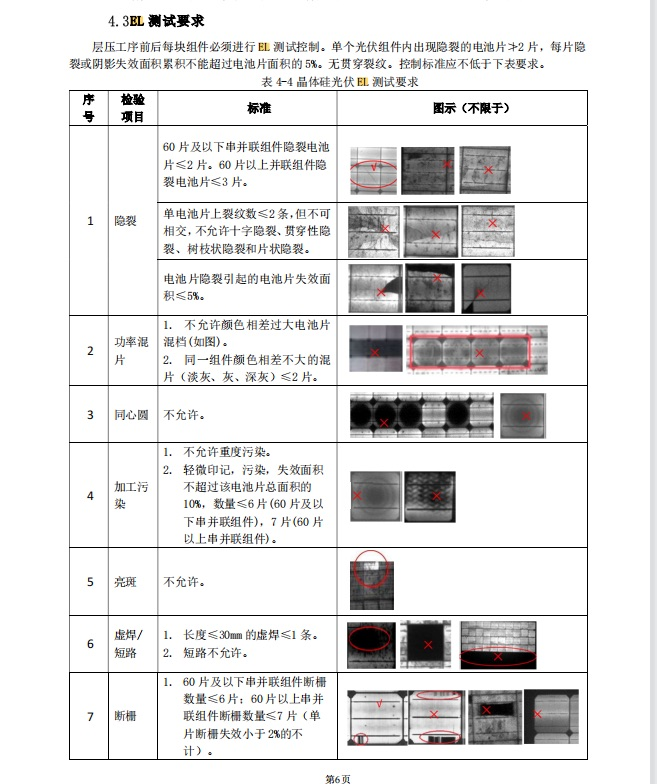 4.3EL 测试要求
层压工序前后每块组件必须进行 EL 测试控制。单个光伏组件内出现隐裂的电池片≯2 片，每片隐
裂或阴影失效面积累积不能超过电池片面积的 5%。无贯穿裂纹。控制标准应不低于下表要求。
表 4-4 晶体硅光伏 EL 测试要求
序号 检验项目 标准 图示（不限于）
1 隐裂
60 片及以下串并联组件隐裂电池
片≤2 片。60 片以上并联组件隐
裂电池片≤3 片。
单电池片上裂纹数≤2 条,但不可
相交,不允许十字隐裂、贯穿性隐
裂、树枝状隐裂和片状隐裂。
电池片隐裂引起的电池片失效面
积≤5%。
2 功率混片
1. 不允许颜色相差过大电池片
混档(如图)。
2. 同一组件颜色相差不大的混
片（淡灰、灰、深灰）≤2 片。
3 同心圆 不允许。
4 加工污染
1. 不允许重度污染。
2. 轻微印记，污染，失效面积
不超过该电池片总面积的
10%，数量≤6片(60 片及以
下串并联组件)，7 片(60 片
以上串并联组件)。
5 亮斑 不允许。
6 虚焊/短路
1. 长度≤30mm 的虚焊≤1 条。
2. 短路不允许。
7 断栅
1. 60 片及以下串并联组件断栅
数量≤6片；60 片以上串并
联组件断栅数量≤7 片（单
片断栅失效小于 2%的不
计）。
第6页